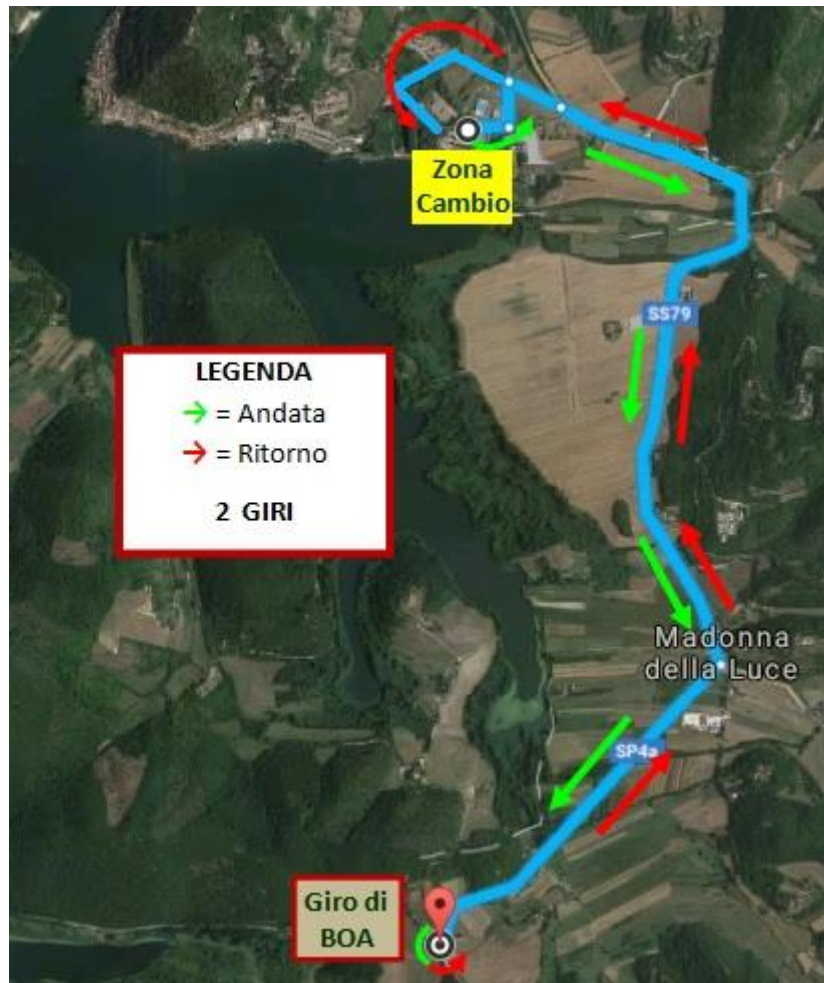 Zona
Cambio
SS79
LEGENDA
→ = Andata
→ = Ritorno
2 GIRI
Madonna
della Luce
SP4a
Giro di
BOA